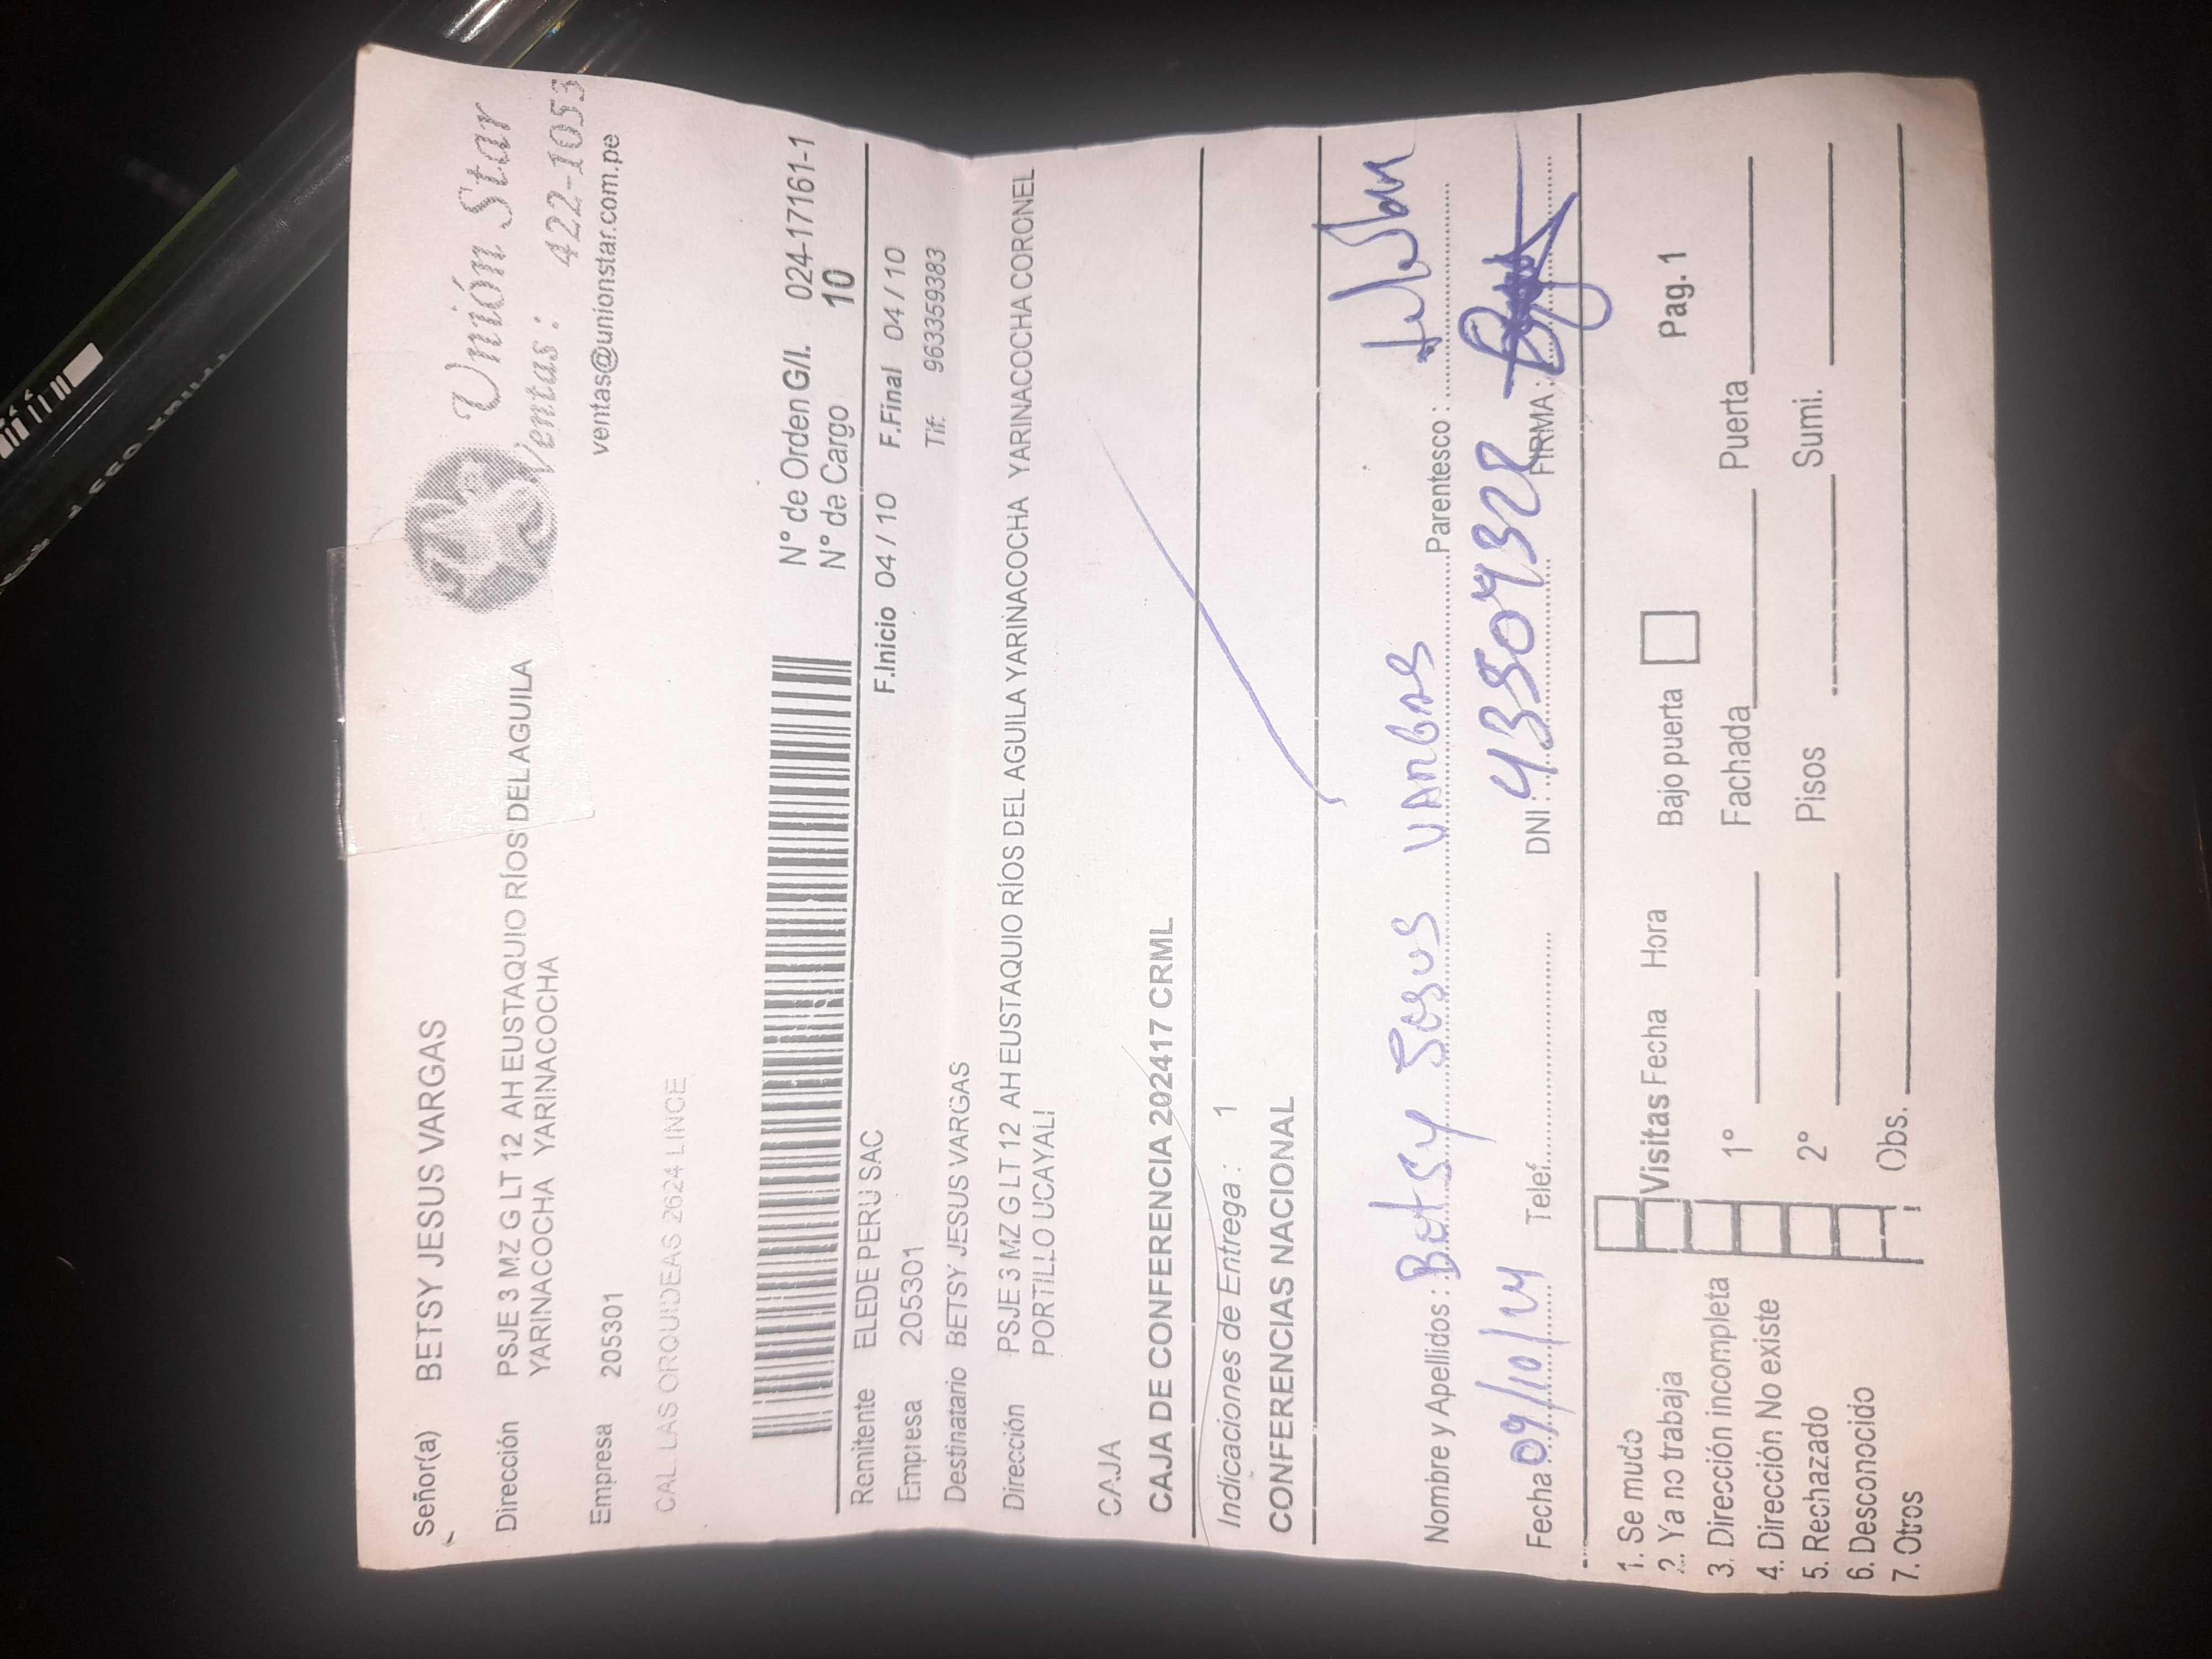 Unión Star
Ventas: 422-1053
ventas@unionstar.com.pe
Señor(a) BETSY JESUS VARGAS
Dirección PSJE 3 MZ G LT 12 AH EUSTAQUIO RÍOS DEL AGUILA
YARINACOCHA YARINACOCHA
Empresa 205301
CAL. LAS ORQUIDEAS 2624 LINCE
N° de Orden G/I. 024-17161-1
N° de Cargo 10
F.Inicio 04 / 10 F.Final 04 / 10
Remitente ELEDE PERU SAC
Empresa 205301 Tlf: 963359383
Destinatario BETSY JESUS VARGAS
Dirección PSJE 3 MZ G LT 12 AH EUSTAQUIO RÍOS DEL AGUILA YARINACOCHA YARINACOCHA CORONEL
PORTILLO UCAYALI
CAJA
CAJA DE CONFERENCIA 202417 CRML
Indicaciones de Entrega : 1
CONFERENCIAS NACIONAL
Nombre y Apellidos : Betsy Jesus Vargas Parentesco :
Fecha 09/10/24 Telef. DNI : FIRMA :
1. Se mudo
2. Ya no trabaja Visitas Fecha Hora Bajo puerta Pag. 1
3. Dirección incompleta 1° Fachada Puerta
4. Dirección No existe
5. Rechazado 2° Pisos Sumi.
6. Desconocido
7. Otros Obs.